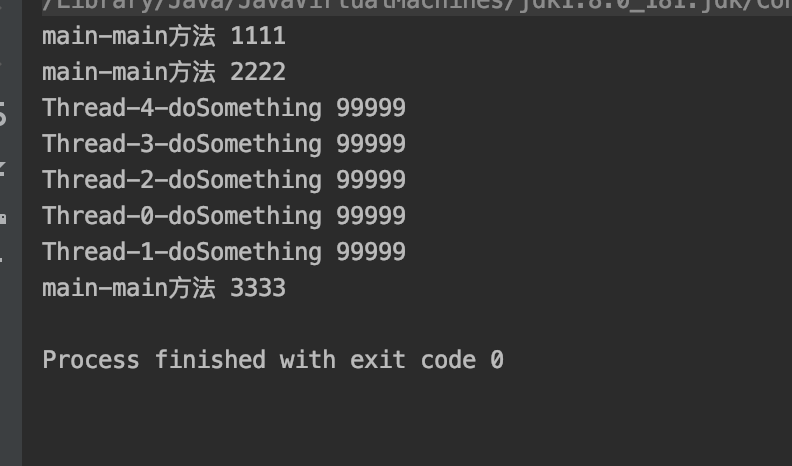 /Library/Java/JavaVirtualMachines/jdk1.8.0_181.jdk/Con
main-main方法 1111
main-main方法 2222
Thread-4-doSomething 99999
Thread-3-doSomething 99999
Thread-2-doSomething 99999
Thread-0-doSomething 99999
Thread-1-doSomething 99999
main-main方法 3333
Process finished with exit code 0